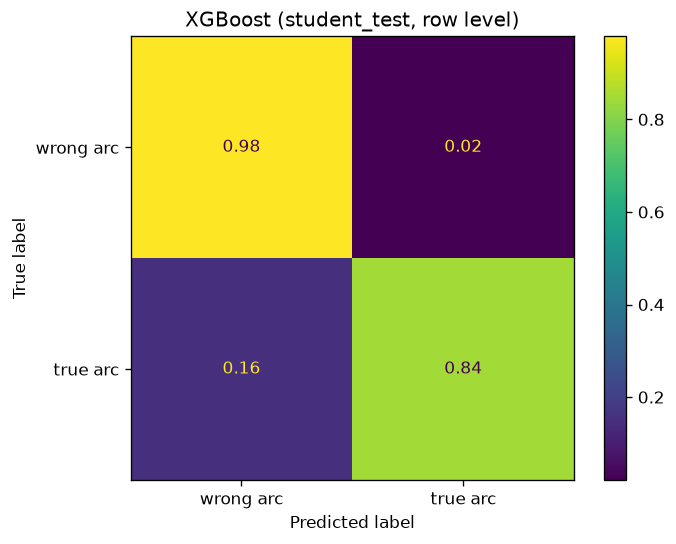 XGBoost (student_test, row level)
True label
wrong arc
0.98
0.02
true arc
0.16
0.84
wrong arc
true arc
Predicted label
0.8
0.6
0.4
0.2